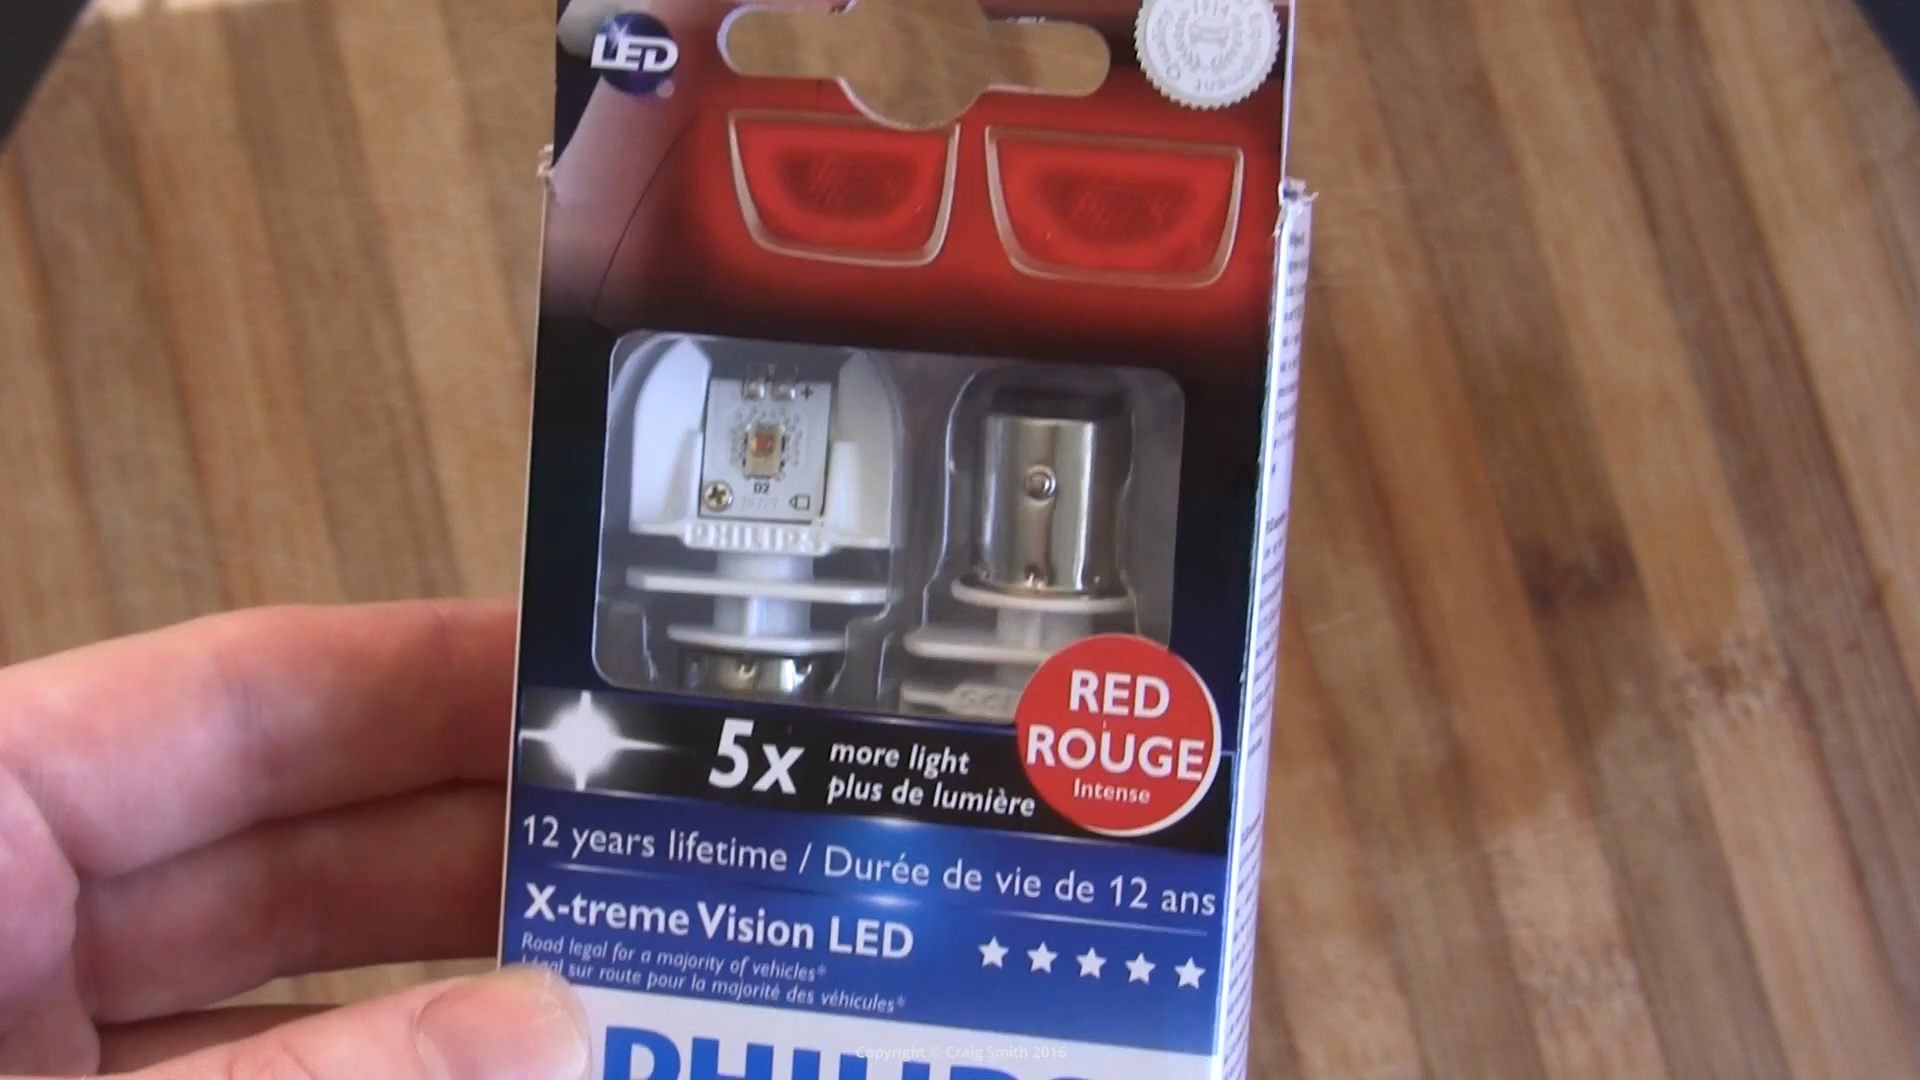 LED
1914
+
D2
PHILIPS
5x
more light
plus de lumière
RED
ROUGE
Intense
12 years lifetime / Durée de vie de 12 ans
X-treme Vision LED
Road legal for a majority of vehicles*
Légal sur route pour la majorité des véhicules*
PHILIPS
Copyright © Craig Smith 2016